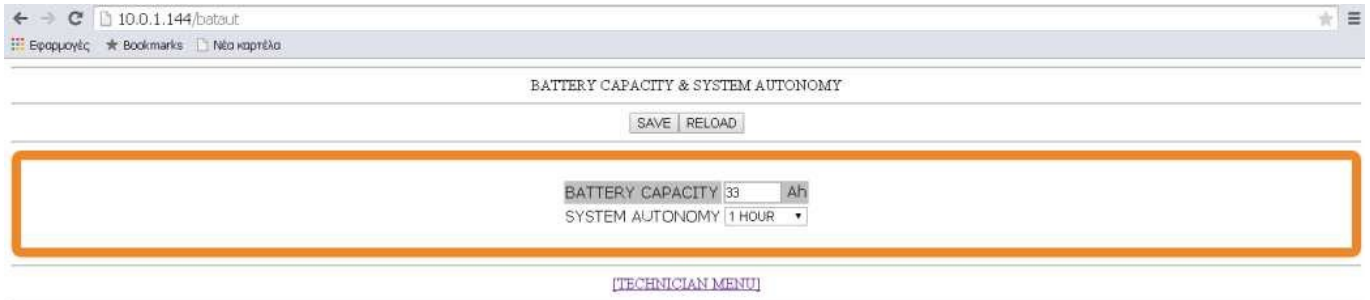 10.0.1.144/bataut
Εφαρμογές Bookmarks Νέα καρτέλα
BATTERY CAPACITY & SYSTEM AUTONOMY
SAVE RELOAD
BATTERY CAPACITY 33 Ah
SYSTEM AUTONOMY 1 HOUR
[TECHNICIAN MENU]